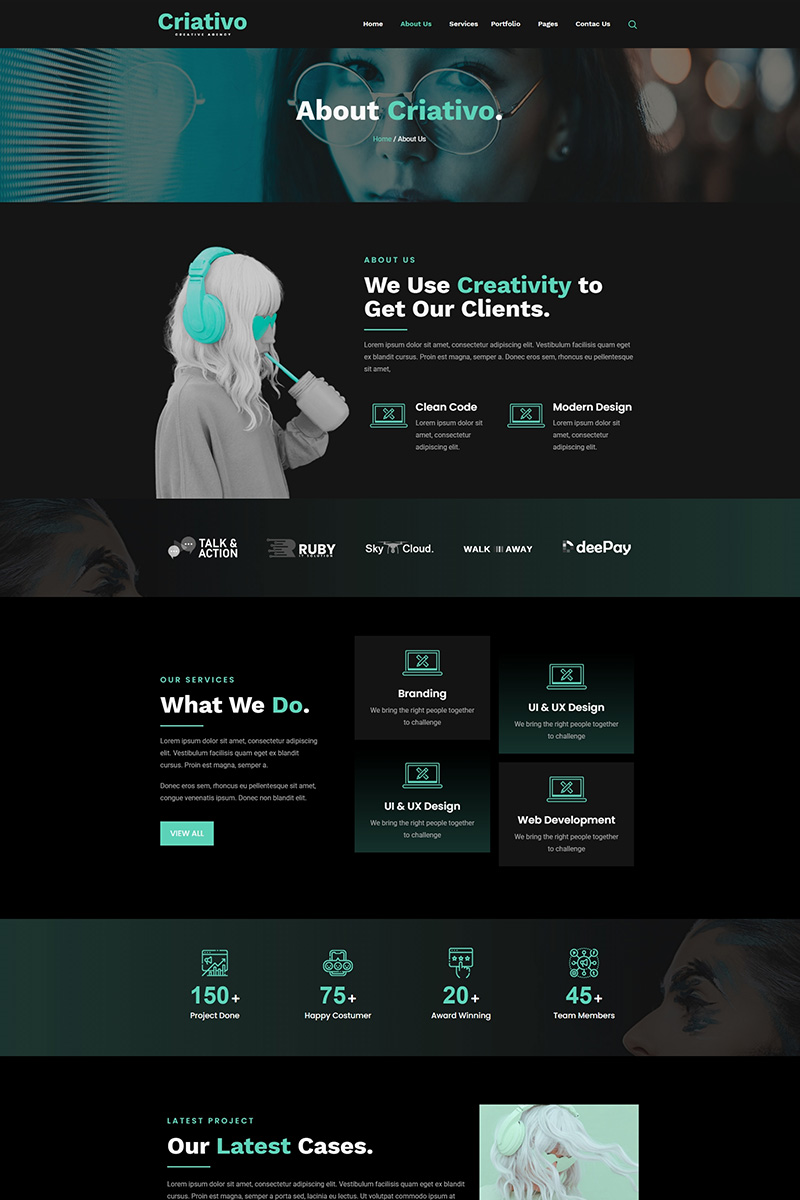 Criativo
CREATIVE AGENCY
Home About Us Services Portfolio Pages Contac Us
About Criativo.
Home / About Us
ABOUT US
We Use Creativity to
Get Our Clients.
Lorem ipsum dolor sit amet, consectetur adipiscing elit. Vestibulum facilisis quam eget
ex blandit cursus. Proin est magna, semper a. Donec eros sem, rhoncus eu pellentesque
sit amet,
Clean Code
Lorem ipsum dolor sit
amet, consectetur
adipiscing elit.
Modern Design
Lorem ipsum dolor sit
amet, consectetur
adipiscing elit.
TALK &
ACTION
RUBY
IT SOLUTION
Sky Cloud.
WALK AWAY
deePay
OUR SERVICES
What We Do.
Lorem ipsum dolor sit amet, consectetur adipiscing
elit. Vestibulum facilisis quam eget ex blandit
cursus. Proin est magna, semper a.
Donec eros sem, rhoncus eu pellentesque sit amet,
congue venenatis ipsum. Donec non blandit elit.
VIEW ALL
Branding
We bring the right people together
to challenge
UI & UX Design
We bring the right people together
to challenge
UI & UX Design
We bring the right people together
to challenge
Web Development
We bring the right people together
to challenge
150+
Project Done
75+
Happy Costumer
20+
Award Winning
45+
Team Members
LATEST PROJECT
Our Latest Cases.
Lorem ipsum dolor sit amet, consectetur adipiscing elit. Vestibulum
cursus. Proin est magna, semper a porta sed, lacinia eu lectus. Ut volutpat commodo ipsum at